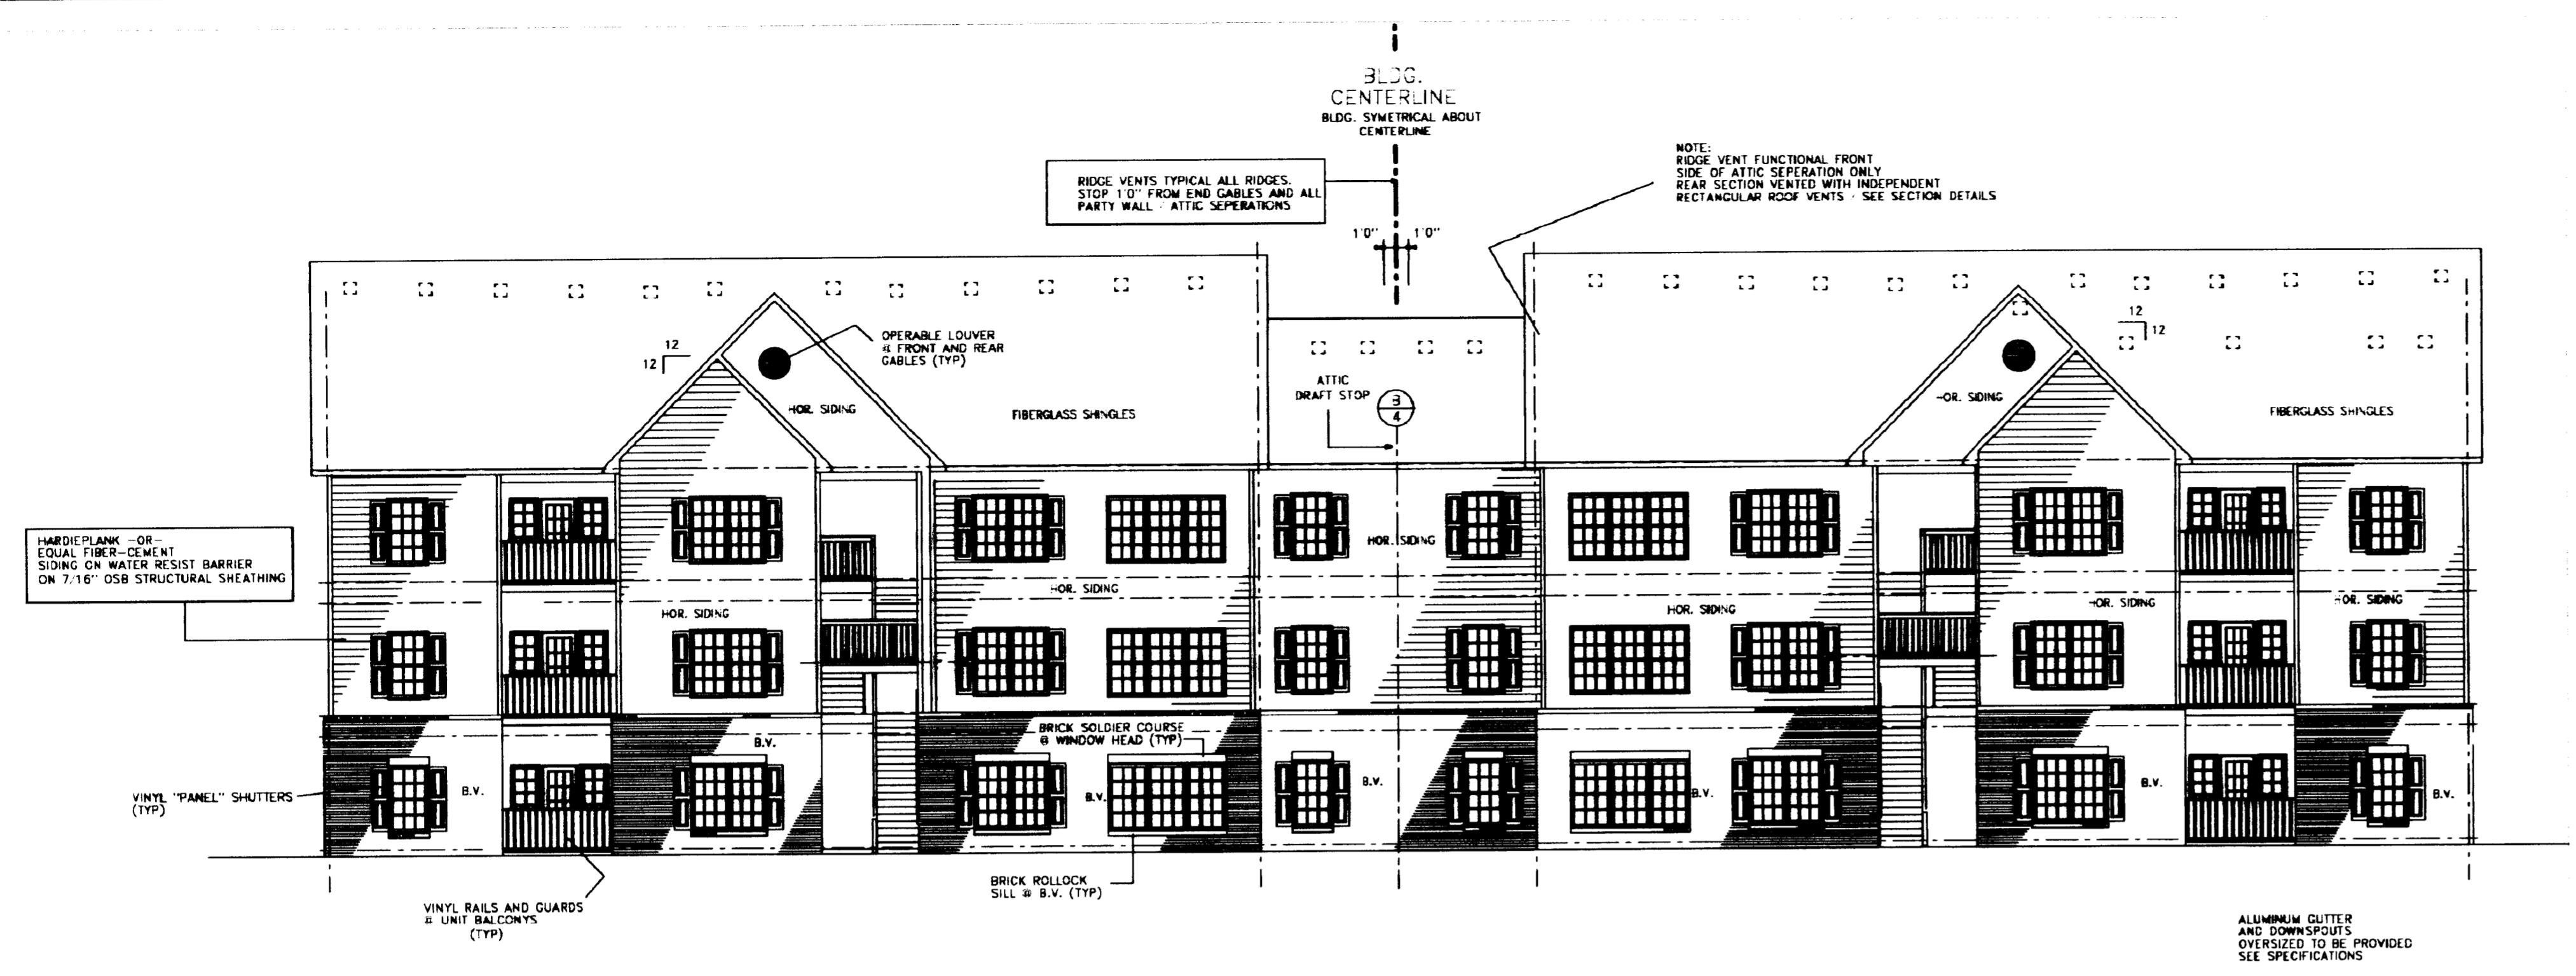 BLDG.
CENTERLINE
BLDG. SYMETRICAL ABOUT
CENTERLINE
RIDGE VENTS TYPICAL ALL RIDGES.
STOP 1'0" FROM END GABLES AND ALL
PARTY WALL - ATTIC SEPERATIONS
NOTE:
RIDGE VENT FUNCTIONAL FRONT
SIDE OF ATTIC SEPERATION ONLY
REAR SECTION VENTED WITH INDEPENDENT
RECTANGULAR ROOF VENTS - SEE SECTION DETAILS
1'0" 1'0"
12
12
OPERABLE LOUVER
@ FRONT AND REAR
GABLES (TYP)
HOR. SIDING
FIBERGLASS SHINGLES
ATTIC
DRAFT STOP
B
4
12
12
HOR. SIDING
FIBERGLASS SHINGLES
HARDIEPLANK -OR-
EQUAL FIBER-CEMENT
SIDING ON WATER RESIST BARRIER
ON 7/16" OSB STRUCTURAL SHEATHING
HOR. SIDING
HOR. SIDING
HOR. SIDING
HOR. SIDING
HOR. SIDING
HOR. SIDING
VINYL "PANEL" SHUTTERS
(TYP)
B.V.
B.V.
BRICK SOLDIER COURSE
@ WINDOW HEAD (TYP)
B.V.
B.V.
B.V.
B.V.
B.V.
BRICK ROLLOCK
SILL @ B.V. (TYP)
VINYL RAILS AND GUARDS
@ UNIT BALCONYS
(TYP)
ALUMINUM GUTTER
AND DOWNSPOUTS
OVERSIZED TO BE PROVIDED
SEE SPECIFICATIONS